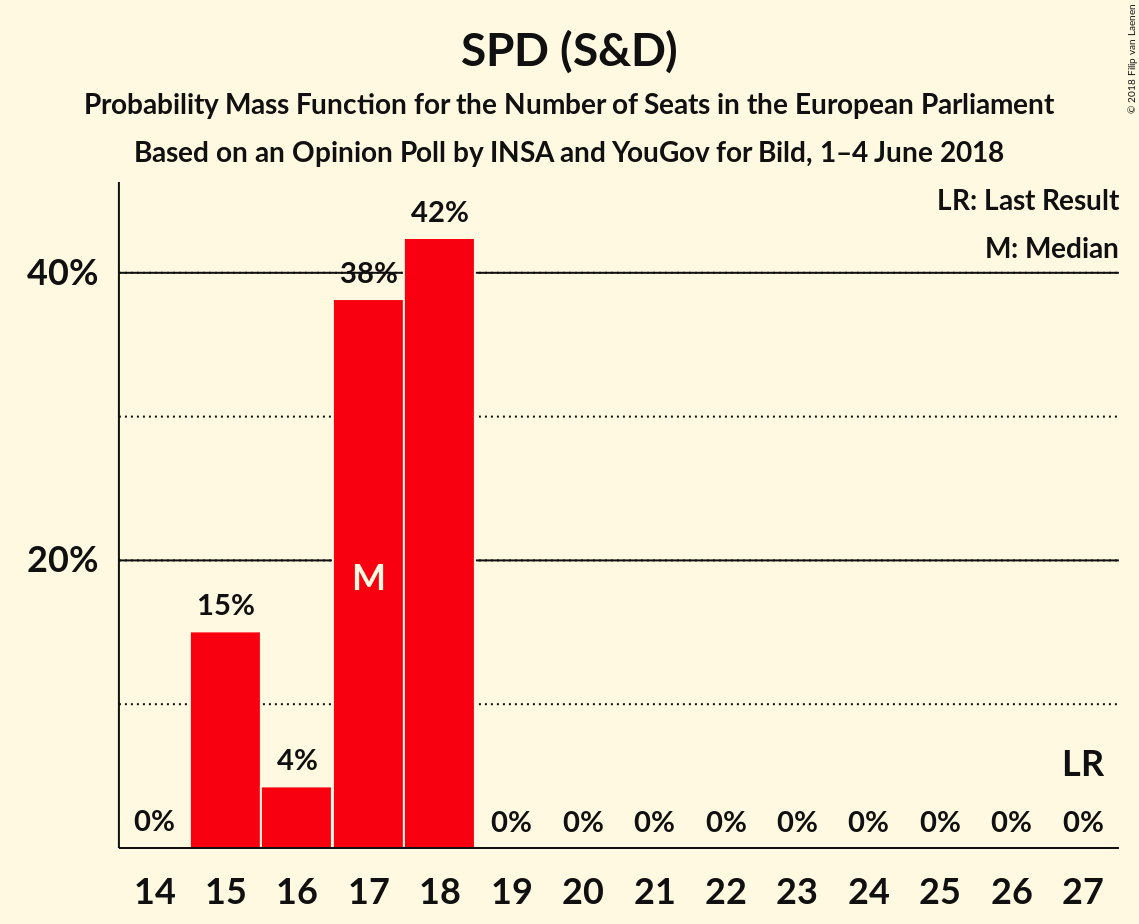 SPD (S&D)
Probability Mass Function for the Number of Seats in the European Parliament
Based on an Opinion Poll by INSA and YouGov for Bild, 1–4 June 2018
© 2018 Filip van Laenen
LR: Last Result
M: Median
42%
40%
38%
20%
M
15%
4%
LR
0%
0%
0%
0%
0%
0%
0%
0%
0%
0%
14 15 16 17 18 19 20 21 22 23 24 25 26 27